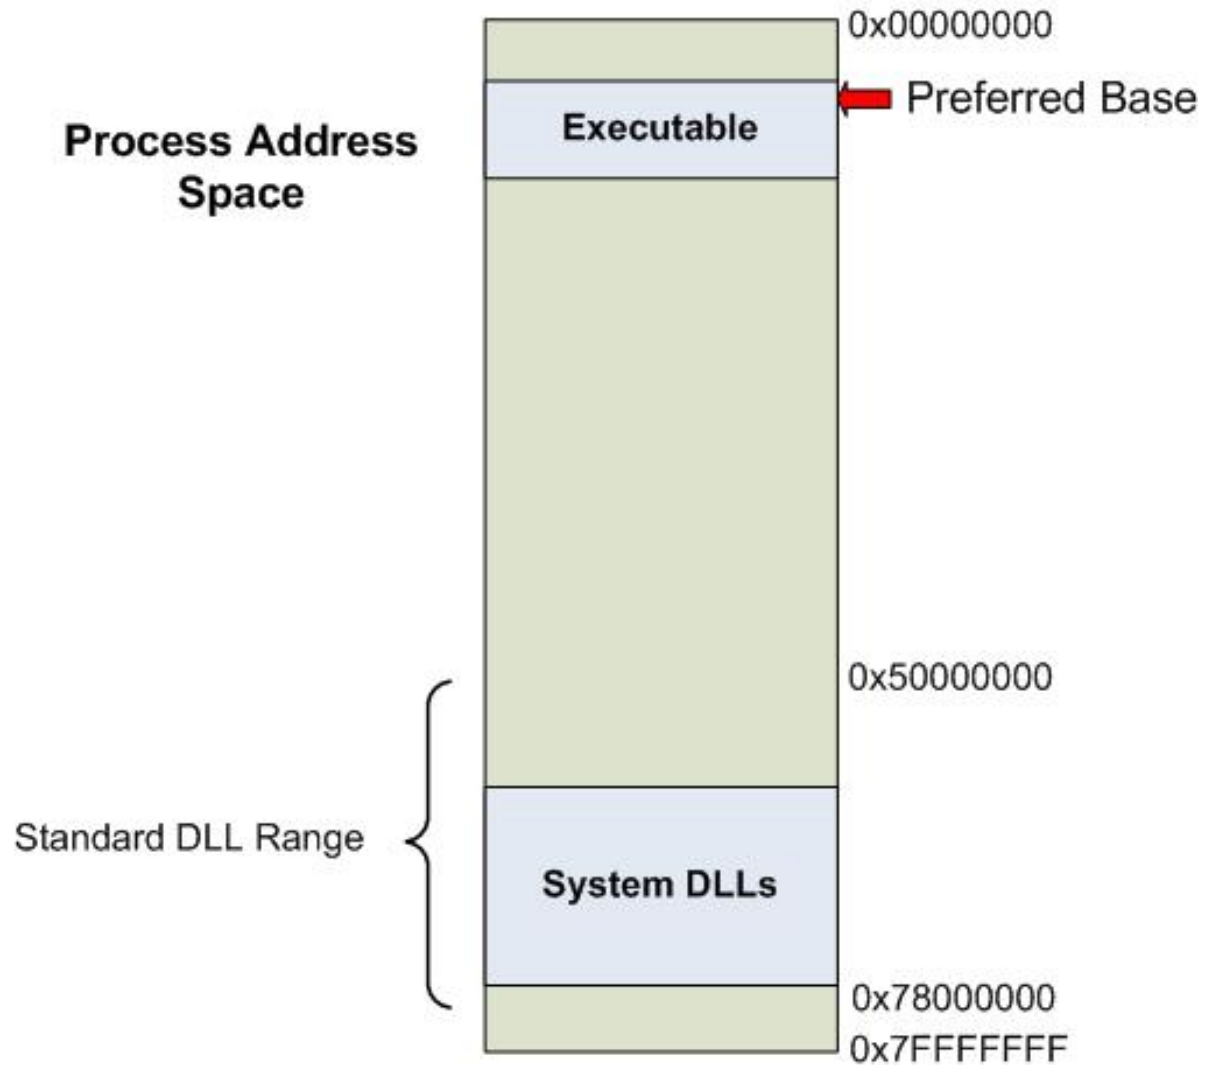 0x00000000
Preferred Base
Executable
Process Address
Space
0x50000000
Standard DLL Range
System DLLs
0x78000000
0x7FFFFFFF